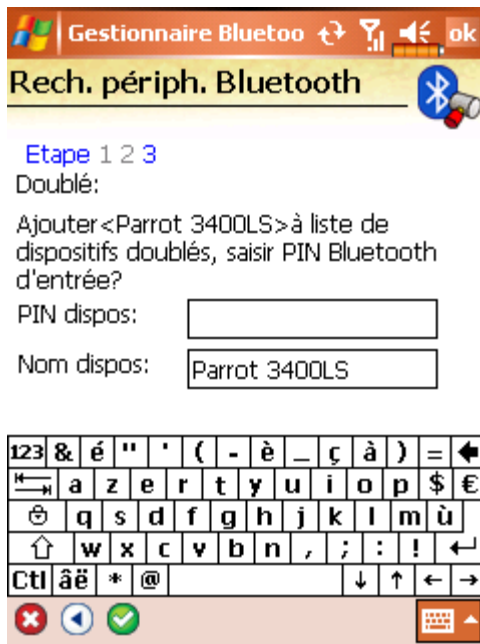 Gestionnaire Bluetoo ok
Rech. périph. Bluetooth
Etape 1 2 3
Doublé:
Ajouter<Parrot 3400LS>à liste de
dispositifs doublés, saisir PIN Bluetooth
d'entrée?
PIN dispos:
Nom dispos: Parrot 3400LS
123 & é " ' ( - è _ ç à ) =
a z e r t y u i o p $ €
q s d f g h j k l m ù
w x c v b n , ; : !
Ctl âë * @ ↓ ↑ ← →